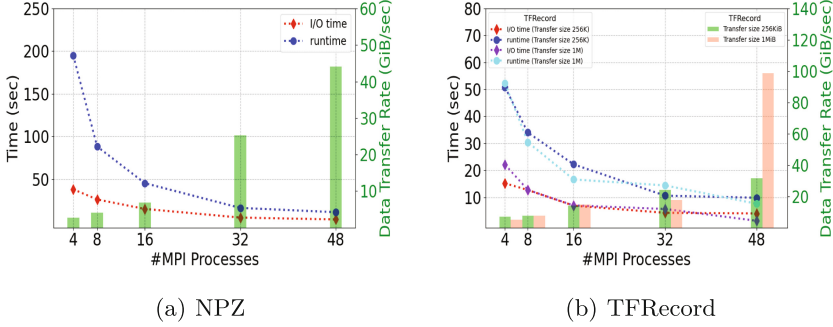 250
200
150
100
50
Time (sec)
I/O time
runtime
60
50
40
30
20
10
Data Transfer Rate (GiB/sec)
4 8 16 32 48
#MPI Processes
(a) NPZ
80
70
60
50
40
30
20
10
Time (sec)
TFRecord
I/O time (Transfer size 256K)
runtime (Transfer size 256K)
I/O time (Transfer size 1M)
runtime (Transfer size 1M)
TFRecord
Transfer size 256KiB
Transfer size 1MiB
140
120
100
80
60
40
20
Data Transfer Rate (GiB/sec)
4 8 16 32 48
#MPI Processes
(b) TFRecord